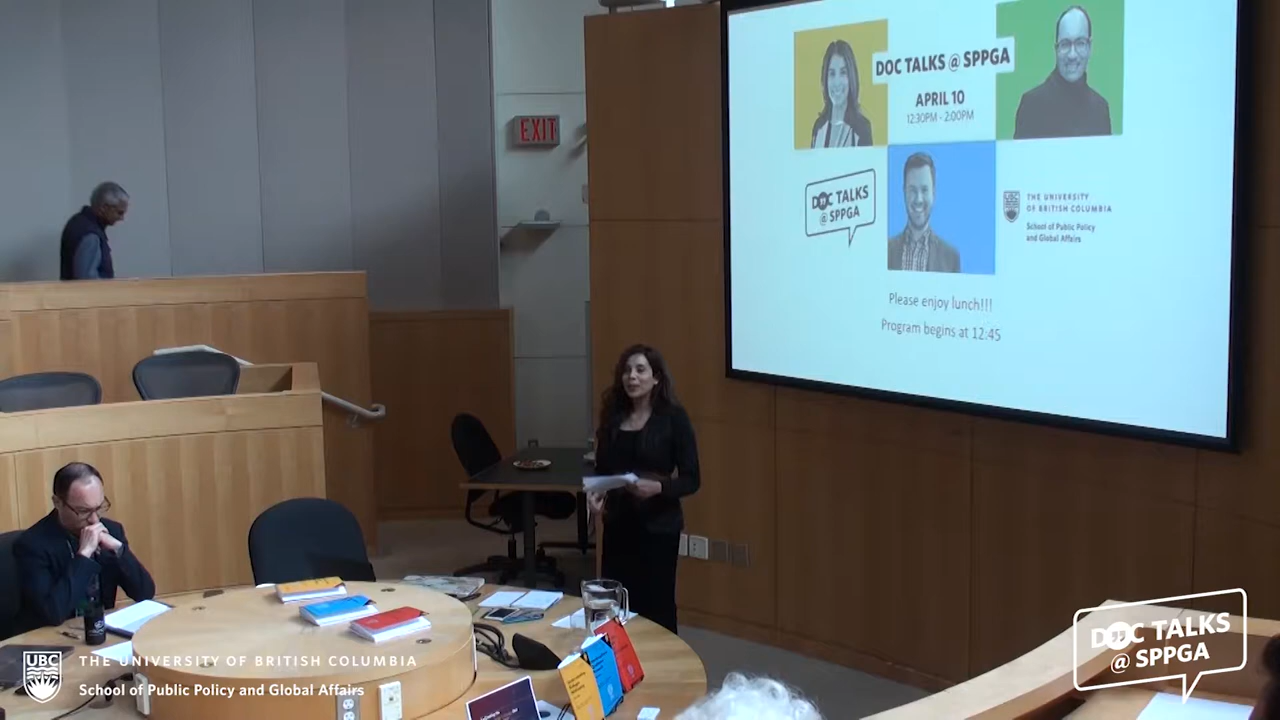 DOC TALKS @ SPPGA
APRIL 10
12:30PM - 2:00PM
EXIT
DOC TALKS
@ SPPGA
UBC
THE UNIVERSITY
OF BRITISH COLUMBIA
School of Public Policy
and Global Affairs
Please enjoy lunch!!!
Program begins at 12:45
UBC
THE UNIVERSITY OF BRITISH COLUMBIA
School of Public Policy and Global Affairs
DOC TALKS
@ SPPGA